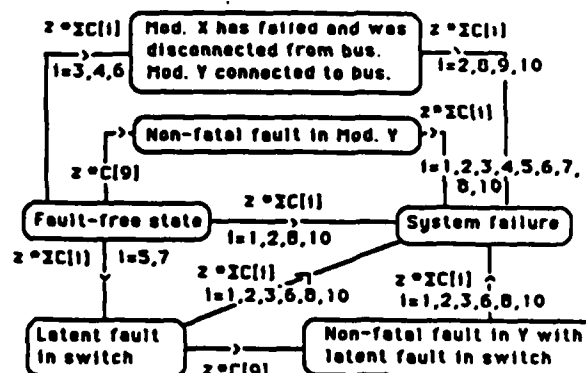 z*ΣC[i]
i=3,4,6
Mod. X has failed and was
disconnected from bus.
Mod. Y connected to bus.
z*ΣC[i]
i=2,8,9,10
Non-fatal fault in Mod. Y
z*ΣC[i]
z*C[9]
i=1,2,3,4,5,6,7,
8,10
Fault-free state
z*ΣC[i]
i=1,2,8,10
System failure
z*ΣC[i]
i=5,7
z*ΣC[i]
i=1,2,3,6,8,10
z*ΣC[i]
i=1,2,3,6,8,10
Latent fault
in switch
z*C[9]
Non-fatal fault in Y with
latent fault in switch